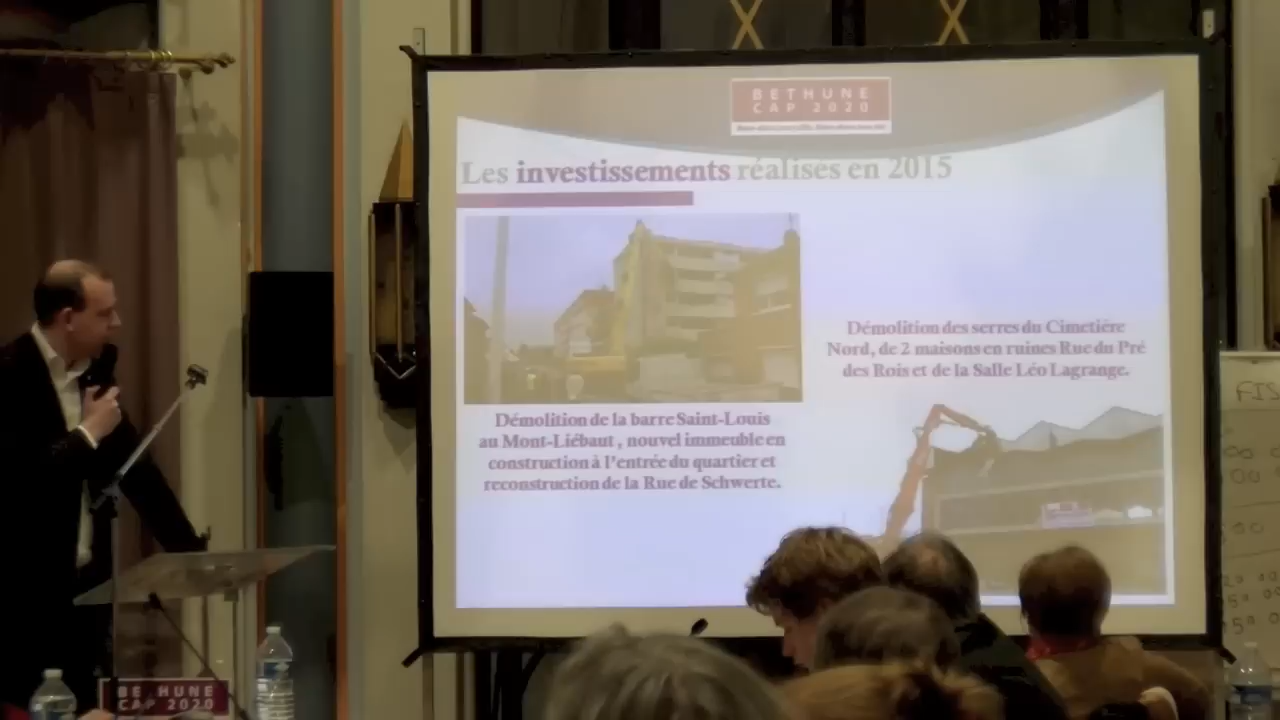 BETHUNE
CAP 2020
Les investissements réalisés en 2015
Démolition de la barre Saint-Louis
au Mont-Liébaut , nouvel immeuble en
construction à l'entrée du quartier et
reconstruction de la Rue de Schwerte.
Démolition des serres du Cimetière
Nord, de 2 maisons en ruines Rue du Pré
des Rois et de la Salle Léo Lagrange.
BETHUNE
CAP 2020
FIS